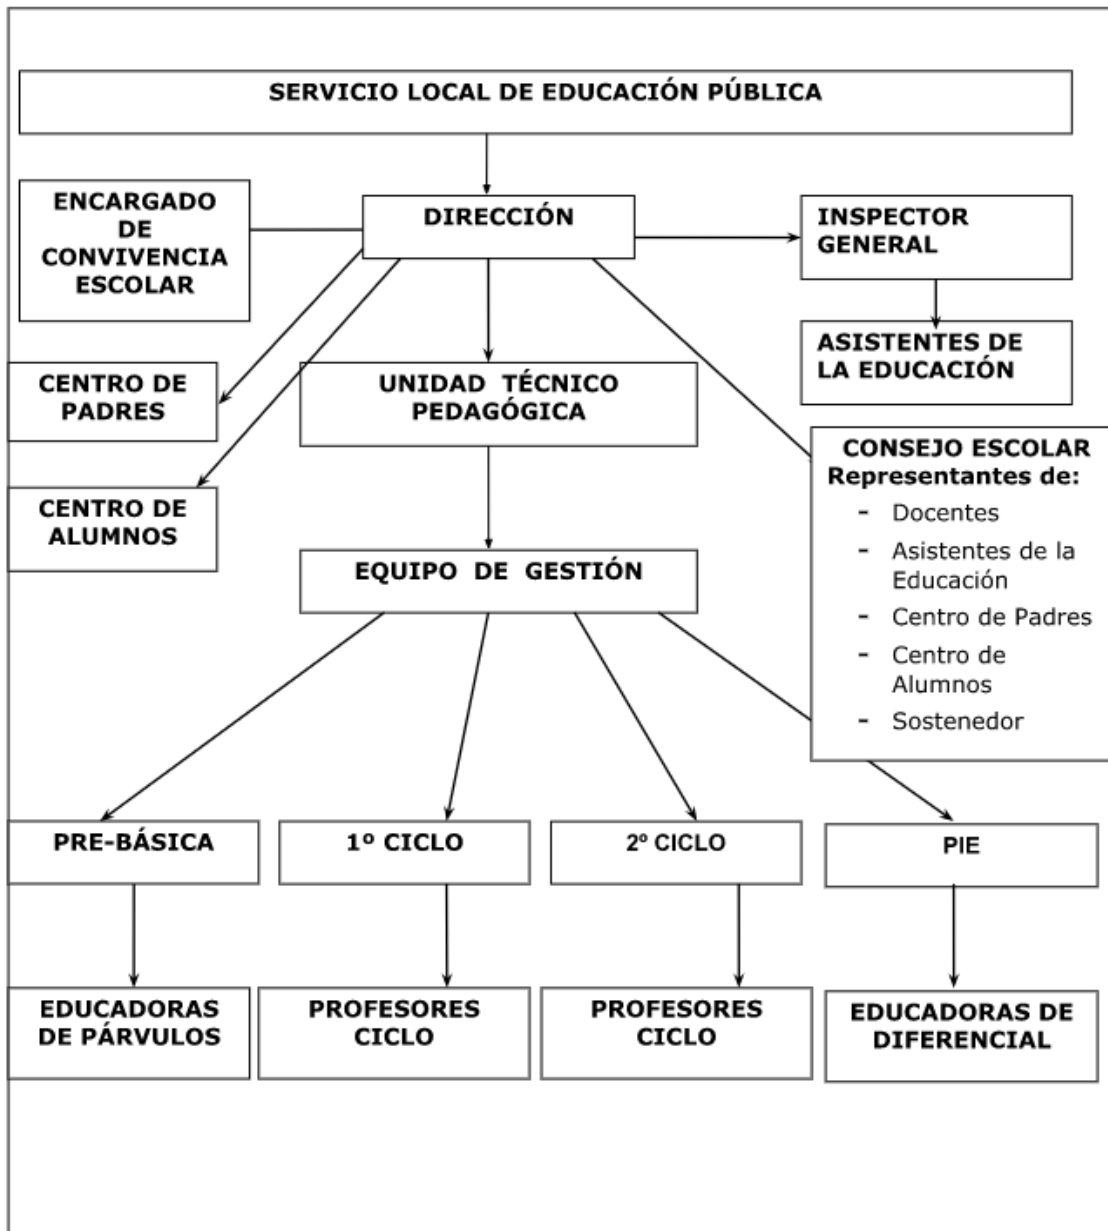 SERVICIO LOCAL DE EDUCACIÓN PÚBLICA
ENCARGADO
DE
CONVIVENCIA
ESCOLAR
DIRECCIÓN
INSPECTOR
GENERAL
ASISTENTES DE
LA EDUCACIÓN
CENTRO DE
PADRES
UNIDAD TÉCNICO
PEDAGÓGICA
CENTRO DE
ALUMNOS
CONSEJO ESCOLAR
Representantes de:
- Docentes
- Asistentes de la
Educación
- Centro de Padres
- Centro de
Alumnos
- Sostenedor
EQUIPO DE GESTIÓN
PRE-BÁSICA
1º CICLO
2º CICLO
PIE
EDUCADORAS
DE PÁRVULOS
PROFESORES
CICLO
PROFESORES
CICLO
EDUCADORAS DE
DIFERENCIAL